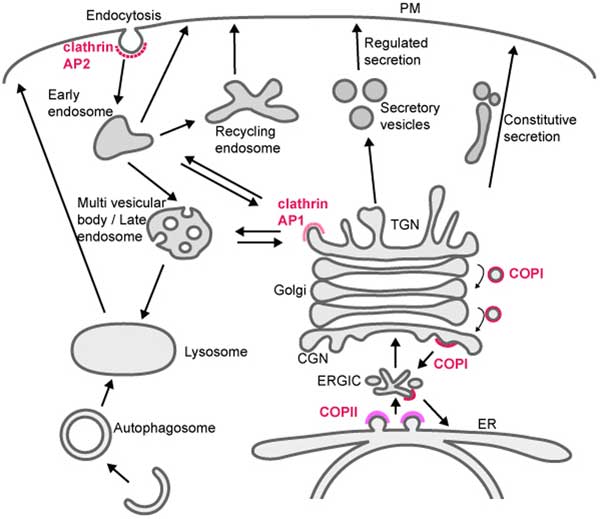 PM
Endocytosis
clathrin
AP2
Regulated
secretion
Early
endosome
Recycling
endosome
Secretory
vesicles
Constitutive
secretion
Multi vesicular
body / Late
endosome
clathrin
AP1
TGN
COPI
Golgi
CGN
COPI
Lysosome
ERGIC
COPII
ER
Autophagosome